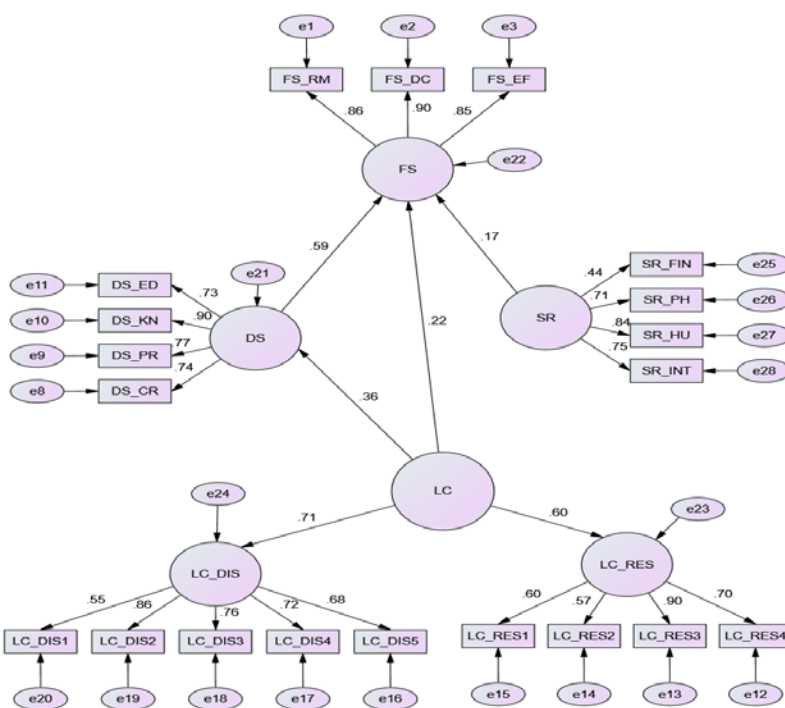 e1 e2 e3
FS_RM FS_DC FS_EF
.86 .90 .85
FS e22
.59 .17
e11 DS_ED e21 SR_FIN e25
.73 .44
e10 DS_KN .90 .71 SR_PH e26
DS .22 SR
e9 DS_PR .77 .84 SR_HU e27
.74 .75
e8 DS_CR SR_INT e28
.36
LC
e24 e23
.71 .60
LC_DIS LC_RES
.55 .86 .76 .72 .68 .60 .57 .90 .70
LC_DIS1 LC_DIS2 LC_DIS3 LC_DIS4 LC_DIS5 LC_RES1 LC_RES2 LC_RES3 LC_RES4
e20 e19 e18 e17 e16 e15 e14 e13 e12